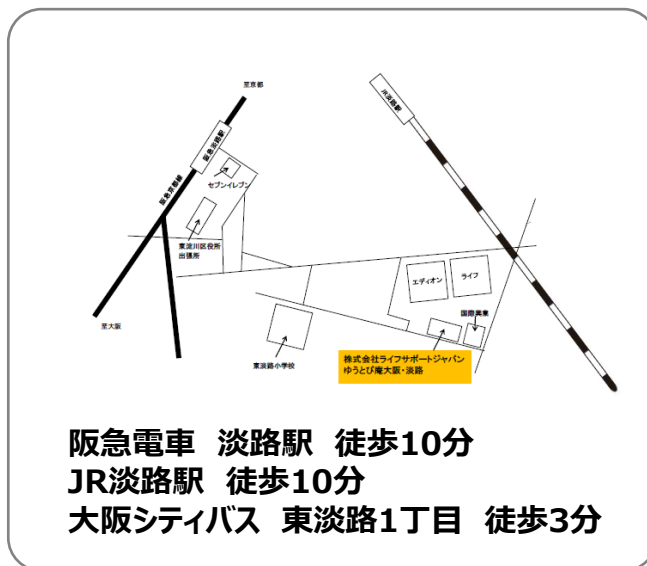 至京都
JR淡路駅
阪急淡路駅
セブンイレブン
阪急京都線
東淀川区役所
出張所
エディオン
ライフ
国際興業
至大阪
株式会社ライフサポートジャパン
ゆうとぴ庵大阪・淡路
東淡路小学校
阪急電車 淡路駅 徒歩10分
JR淡路駅 徒歩10分
大阪シティバス 東淡路1丁目 徒歩3分